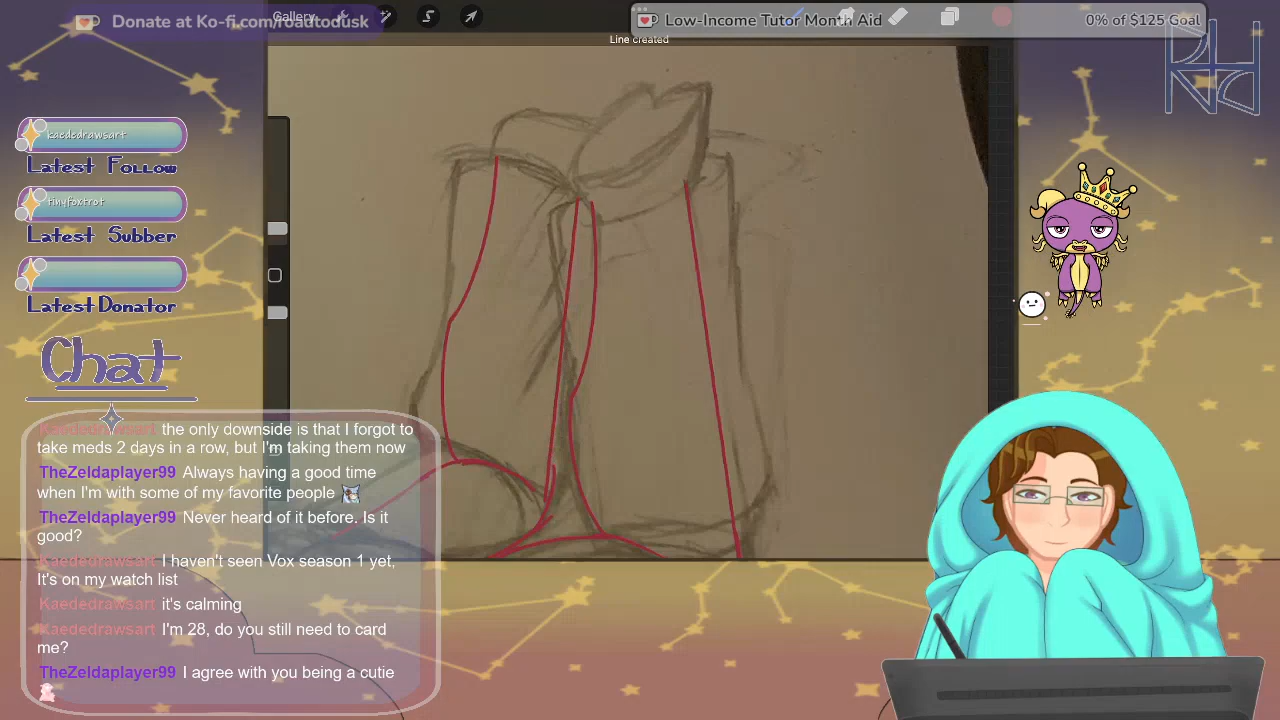 Donate at Ko-fi.com/rosaltodusk
Gallery
Low-Income Tutor Month Aid
0% of $125 Goal
Line created
kaededrawsart
Latest Follow
tinyfoxtrot
Latest Subber
Latest Donator
Chat
Kaededrawsart the only downside is that I forgot to
take meds 2 days in a row, but I'm taking them now
TheZeldaplayer99 Always having a good time
when I'm with some of my favorite people
TheZeldaplayer99 Never heard of it before. Is it
good?
Kaededrawsart I haven't seen Vox season 1 yet,
It's on my watch list
Kaededrawsart it's calming
Kaededrawsart I'm 28, do you still need to card
me?
TheZeldaplayer99 I agree with you being a cutie